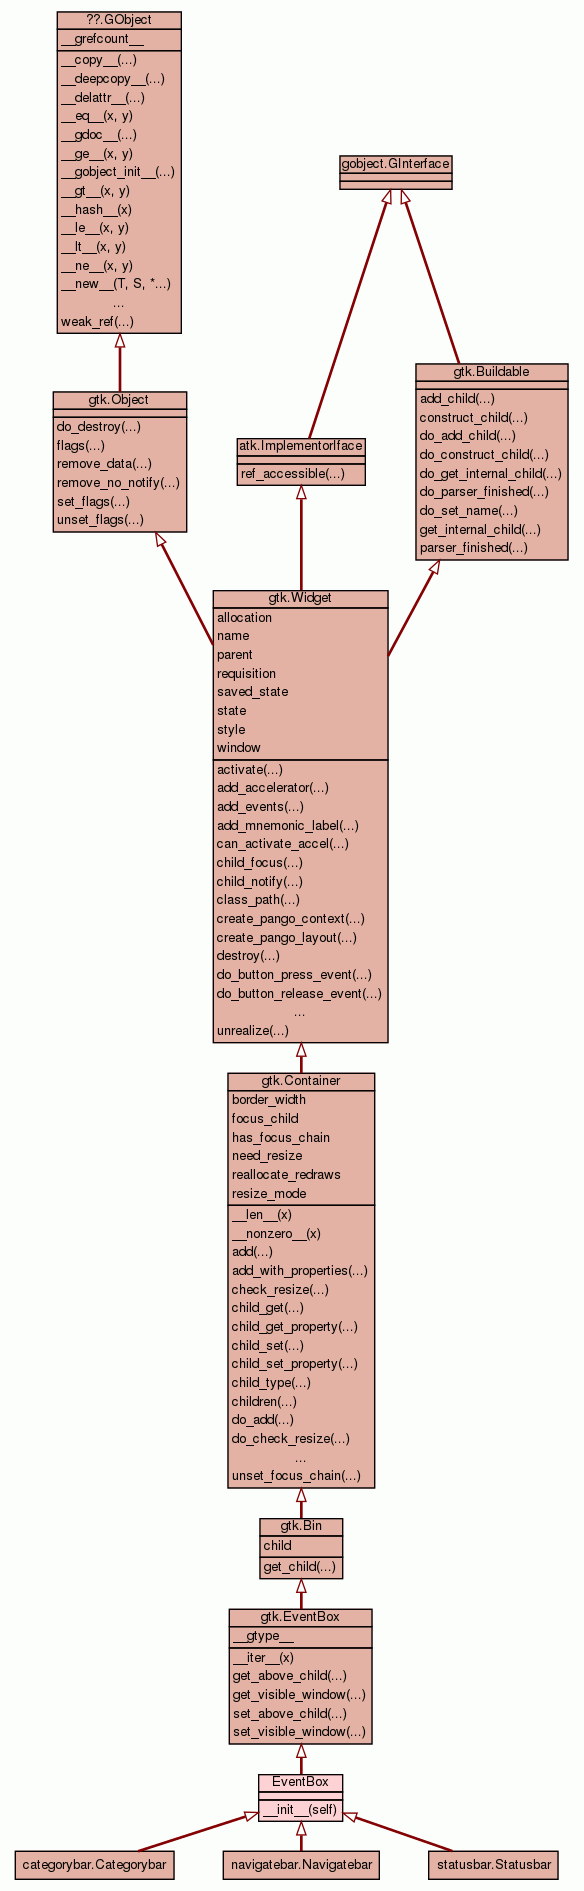 ??.GObject
__grefcount__
__copy__(...)
__deepcopy__(...)
__delattr__(...)
__eq__(x, y)
__gdoc__(...)
__ge__(x, y)
__gobject_init__(...)
__gt__(x, y)
__hash__(x)
__le__(x, y)
__lt__(x, y)
__ne__(x, y)
__new__(T, S, *...)
...
weak_ref(...)
gobject.GInterface
gtk.Object
do_destroy(...)
flags(...)
remove_data(...)
remove_no_notify(...)
set_flags(...)
unset_flags(...)
atk.ImplementorIface
ref_accessible(...)
gtk.Buildable
add_child(...)
construct_child(...)
do_add_child(...)
do_construct_child(...)
do_get_internal_child(...)
do_parser_finished(...)
do_set_name(...)
get_internal_child(...)
parser_finished(...)
gtk.Widget
allocation
name
parent
requisition
saved_state
state
style
window
activate(...)
add_accelerator(...)
add_events(...)
add_mnemonic_label(...)
can_activate_accel(...)
child_focus(...)
child_notify(...)
class_path(...)
create_pango_context(...)
create_pango_layout(...)
destroy(...)
do_button_press_event(...)
do_button_release_event(...)
...
unrealize(...)
gtk.Container
border_width
focus_child
has_focus_chain
need_resize
reallocate_redraws
resize_mode
__len__(x)
__nonzero__(x)
add(...)
add_with_properties(...)
check_resize(...)
child_get(...)
child_get_property(...)
child_set(...)
child_set_property(...)
child_type(...)
children(...)
do_add(...)
do_check_resize(...)
...
unset_focus_chain(...)
gtk.Bin
child
get_child(...)
gtk.EventBox
__gtype__
__iter__(x)
get_above_child(...)
get_visible_window(...)
set_above_child(...)
set_visible_window(...)
EventBox
__init__(self)
categorybar.Categorybar
navigatebar.Navigatebar
statusbar.Statusbar